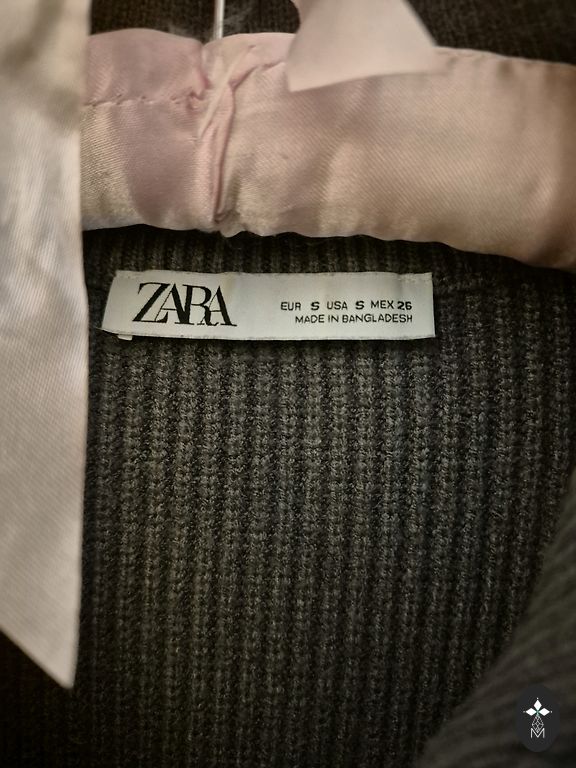 ZARA
EUR S USA S MEX 26
MADE IN BANGLADESH
M